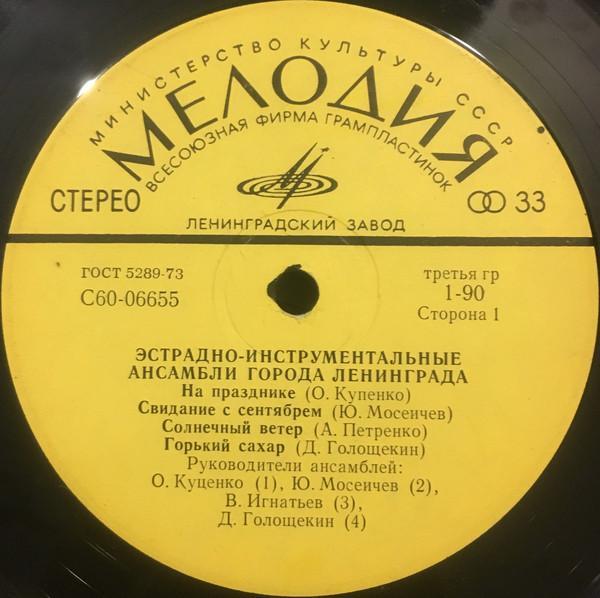 МИНИСТЕРСТВО КУЛЬТУРЫ СССР
МЕЛОДИЯ
ВСЕСОЮЗНАЯ ФИРМА ГРАМПЛАСТИНОК
СТЕРЕО
33
ЛЕНИНГРАДСКИЙ ЗАВОД
ГОСТ 5289-73
С60-06655
третья гр
1-90
Сторона 1
ЭСТРАДНО-ИНСТРУМЕНТАЛЬНЫЕ
АНСАМБЛИ ГОРОДА ЛЕНИНГРАДА
На празднике (О. Купенко)
Свидание с сентябрем (Ю. Мосеичев)
Солнечный ветер (А. Петренко)
Горький сахар (Д. Голощекин)
Руководители ансамблей:
О. Куценко (1), Ю. Мосеичев (2),
В. Игнатьев (3),
Д. Голощекин (4)